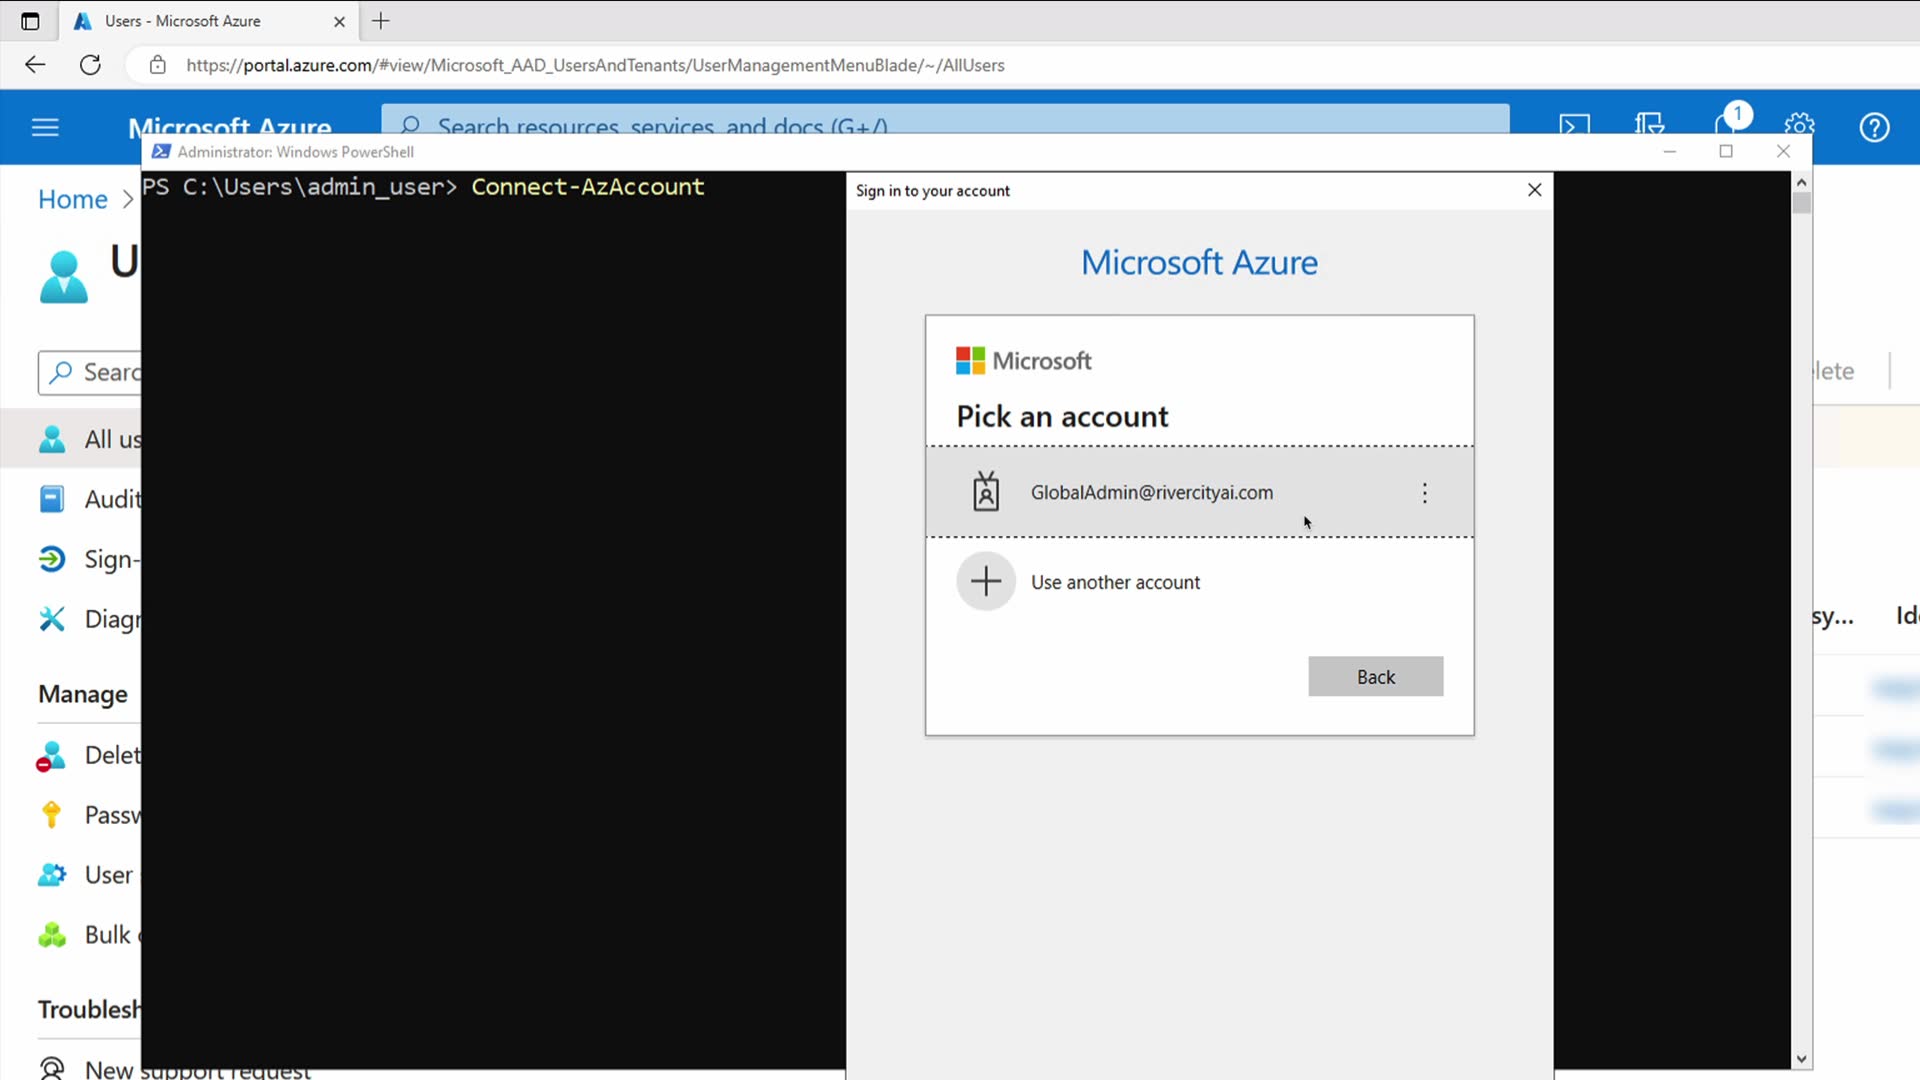 Users - Microsoft Azure
https://portal.azure.com/#view/Microsoft_AAD_UsersAndTenants/UserManagementMenuBlade/~/AllUsers
Microsoft Azure
Search resources, services, and docs (G+/)
1
Administrator: Windows PowerShell
Home >
PS C:\Users\admin_user> Connect-AzAccount
Sign in to your account
Microsoft Azure
U
Microsoft
Pick an account
GlobalAdmin@rivercityai.com
Use another account
Back
Searc
All us
Audit
Sign-
Diagr
Manage
Delet
Passw
User
Bulk
Troublesh
New support request
lete
sy...
Id